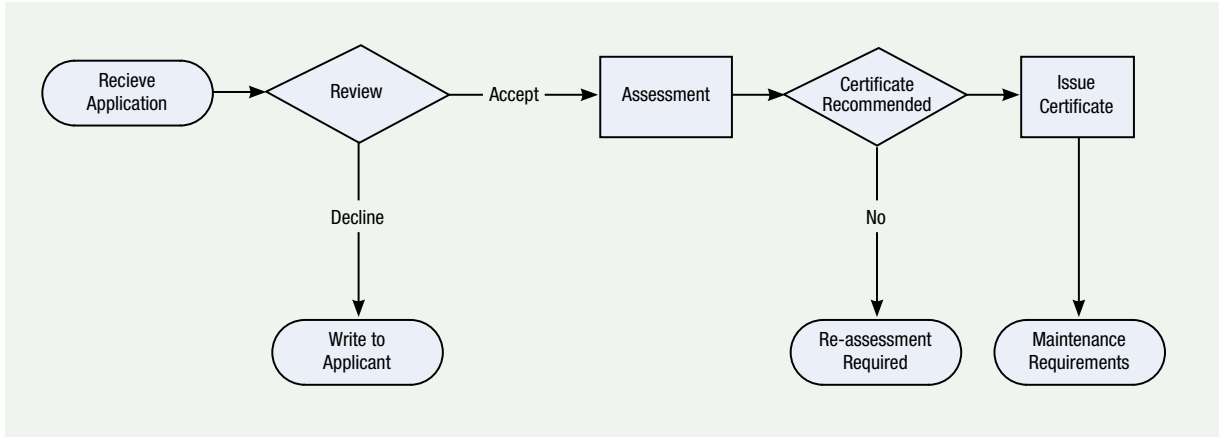 Recieve
Application
Review
Accept
Assessment
Certificate
Recommended
Issue
Certificate
Decline
No
Write to
Applicant
Re-assessment
Required
Maintenance
Requirements